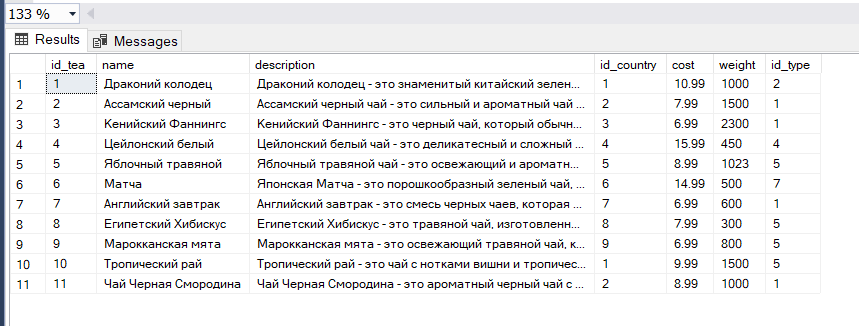 133 %
Results Messages
id_tea name description id_country cost weight id_type
1 1 Драконий колодец Драконий колодец - это знаменитый китайский зелен... 1 10.99 1000 2
2 2 Ассамский черный Ассамский черный чай - это сильный и ароматный чай ... 2 7.99 1500 1
3 3 Кенийский Фаннингс Кенийский Фаннингс - это черный чай, который обычн... 3 6.99 2300 1
4 4 Цейлонский белый Цейлонский белый чай - это деликатесный и сложный ... 4 15.99 450 4
5 5 Яблочный травяной Яблочный травяной чай - это освежающий и ароматн... 5 8.99 1023 5
6 6 Матча Японская Матча - это порошкообразный зеленый чай, ... 6 14.99 500 7
7 7 Английский завтрак Английский завтрак - это смесь черных чаев, которая ... 7 6.99 600 1
8 8 Египетский Хибискус Египетский Хибискус - это травяной чай, изготовленн... 8 7.99 300 5
9 9 Марокканская мята Марокканская мята - это освежающий травяной чай, к... 9 6.99 800 5
10 10 Тропический рай Тропический рай - это чай с нотками вишни и тропичес... 1 9.99 1500 5
11 11 Чай Черная Смородина Чай Черная Смородина - это ароматный черный чай с ... 2 8.99 1000 1